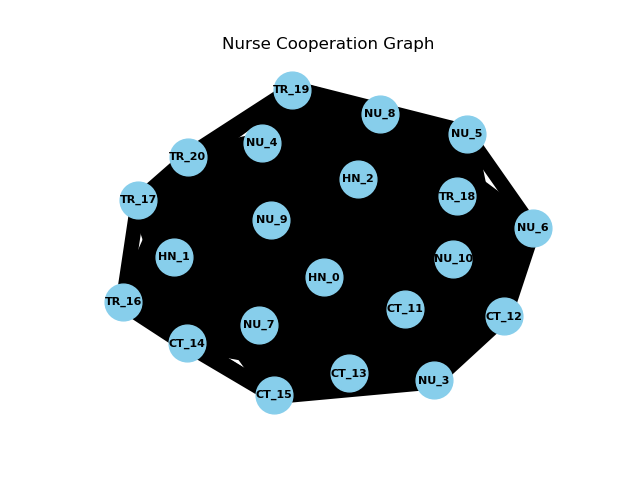 Nurse Cooperation Graph
TR_19
NU_8
NU_5
NU_4
TR_20
HN_2
TR_18
TR_17
NU_9
NU_6
HN_1
NU_10
HN_0
TR_16
CT_11
CT_12
NU_7
CT_14
CT_13
NU_3
CT_15